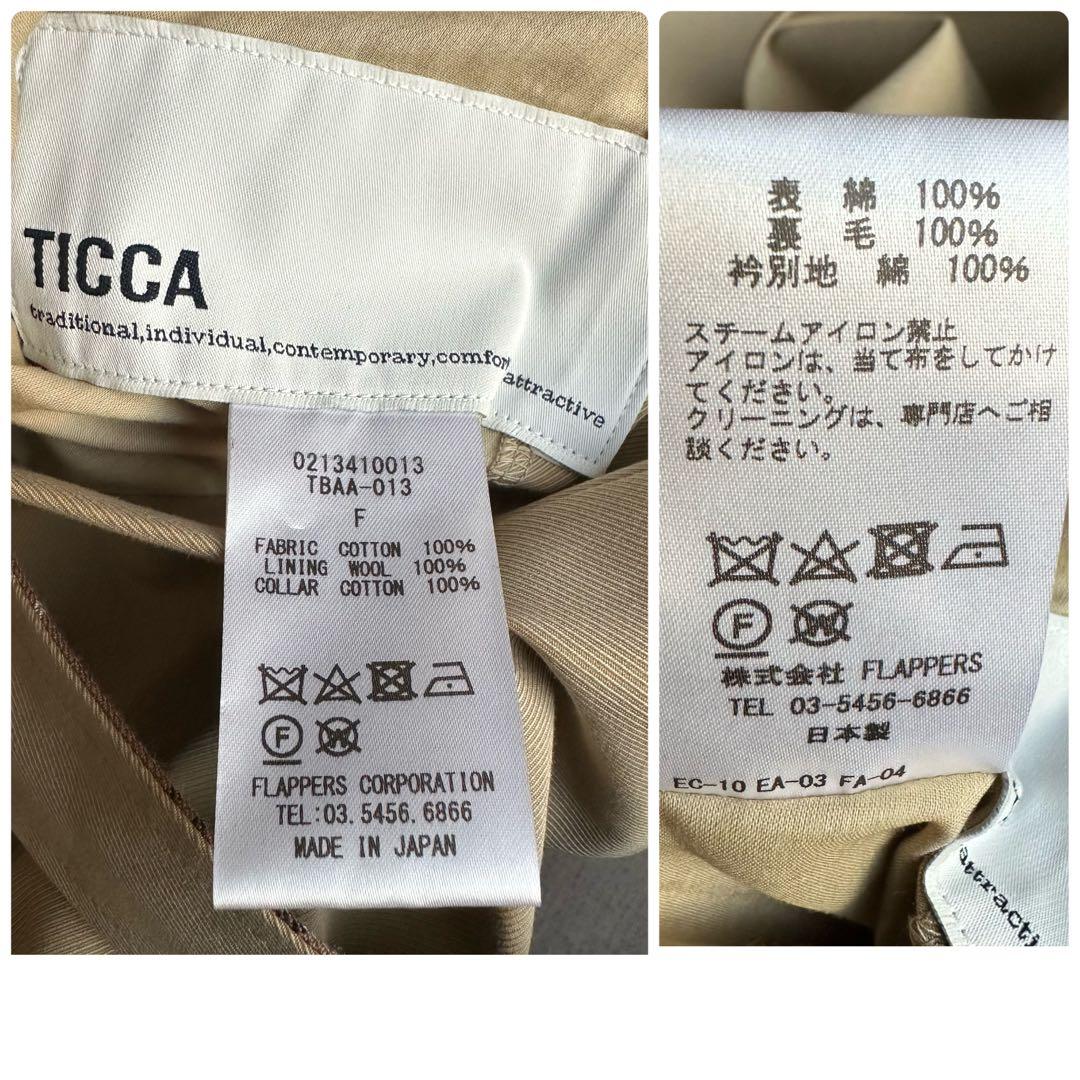 TICCA
traditional,individual,contemporary,comfort
attractive
0213410013
TBAA-013
F
FABRIC COTTON 100%
LINING WOOL 100%
COLLAR COTTON 100%
F
W
FLAPPERS CORPORATION
TEL:03.5456.6866
MADE IN JAPAN
表 綿 100%
裏 毛 100%
衿別地 綿 100%
スチームアイロン禁止
アイロンは、当て布をしてかけ
てください。
クリーニングは、専門店へご相
談ください。
F
W
株式会社 FLAPPERS
TEL 03-5456-6866
日本製
EC-10 EA-03 FA-04
attracti